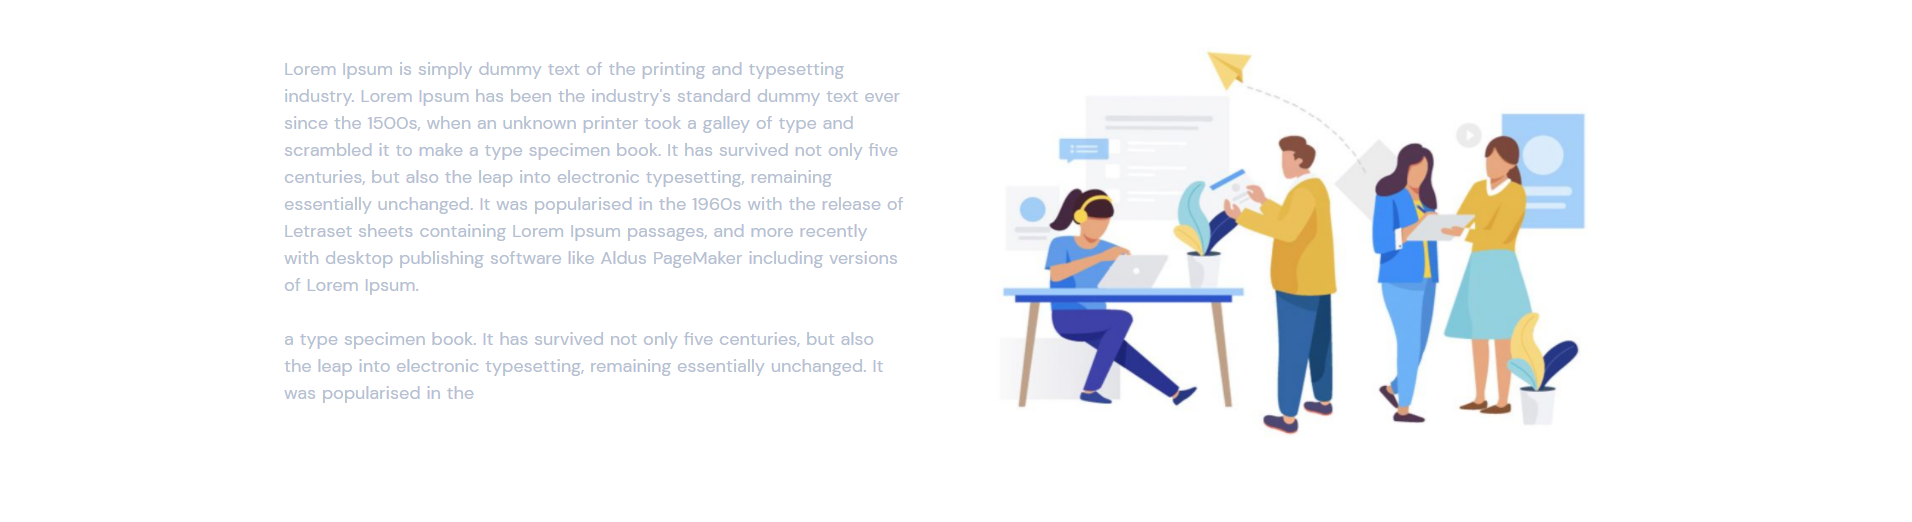 Lorem Ipsum is simply dummy text of the printing and typesetting
industry. Lorem Ipsum has been the industry's standard dummy text ever
since the 1500s, when an unknown printer took a galley of type and
scrambled it to make a type specimen book. It has survived not only five
centuries, but also the leap into electronic typesetting, remaining
essentially unchanged. It was popularised in the 1960s with the release of
Letraset sheets containing Lorem Ipsum passages, and more recently
with desktop publishing software like Aldus PageMaker including versions
of Lorem Ipsum.
a type specimen book. It has survived not only five centuries, but also
the leap into electronic typesetting, remaining essentially unchanged. It
was popularised in the